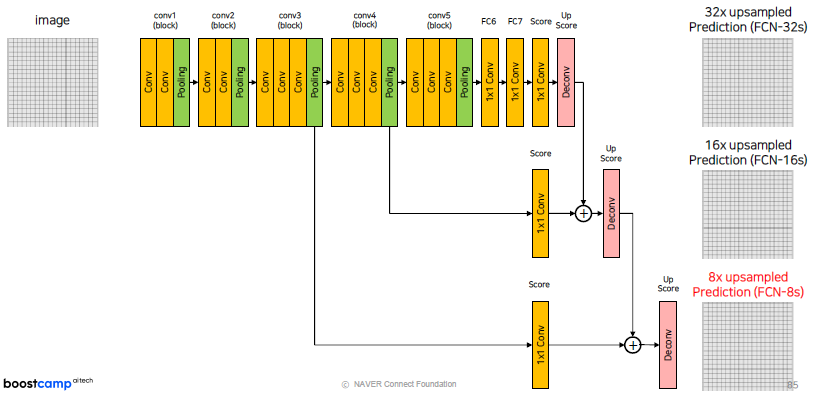 image
conv1
(block)
conv2
(block)
conv3
(block)
conv4
(block)
conv5
(block)
FC6
FC7
Score
Up
Score
32x upsampled
Prediction (FCN-32s)
Conv
Conv
Pooling
Conv
Conv
Pooling
Conv
Conv
Conv
Pooling
Conv
Conv
Conv
Pooling
Conv
Conv
Conv
Pooling
1x1 Conv
1x1 Conv
1x1 Conv
Deconv
Score
Up
Score
16x upsampled
Prediction (FCN-16s)
1x1 Conv
+
Deconv
Score
Up
Score
8x upsampled
Prediction (FCN-8s)
1x1 Conv
+
Deconv
boostcamp aitech
© NAVER Connect Foundation
85